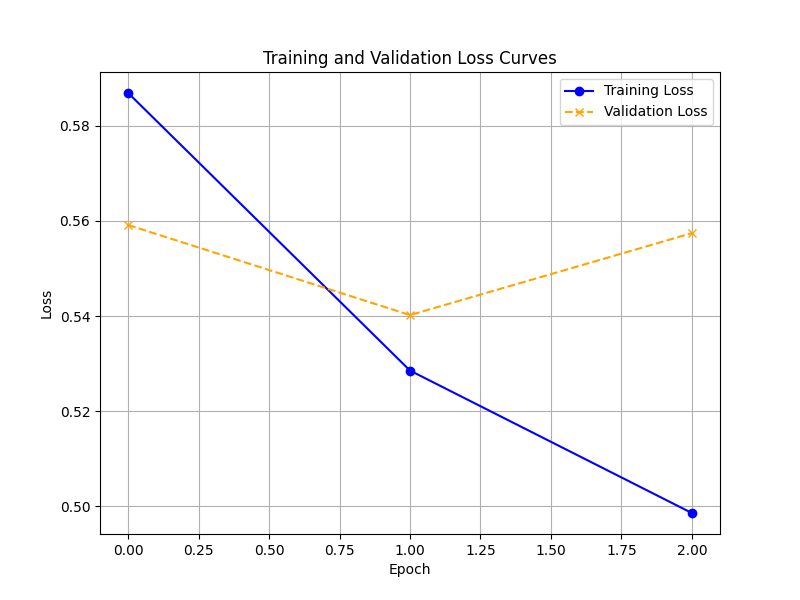 Training and Validation Loss Curves
Training Loss
Validation Loss
0.58
0.56
0.54
0.52
0.50
Loss
0.00 0.25 0.50 0.75 1.00 1.25 1.50 1.75 2.00
Epoch